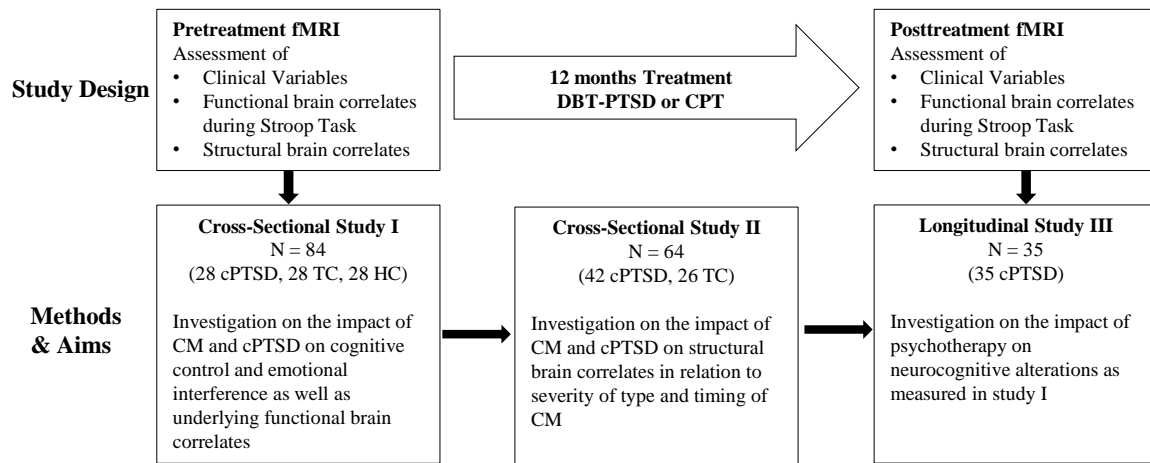 Study Design
Pretreatment fMRI
Assessment of
• Clinical Variables
• Functional brain correlates
during Stroop Task
• Structural brain correlates
12 months Treatment
DBT-PTSD or CPT
Posttreatment fMRI
Assessment of
• Clinical Variables
• Functional brain correlates
during Stroop Task
• Structural brain correlates
Methods
& Aims
Cross-Sectional Study I
N = 84
(28 cPTSD, 28 TC, 28 HC)
Investigation on the impact of
CM and cPTSD on cognitive
control and emotional
interference as well as
underlying functional brain
correlates
Cross-Sectional Study II
N = 64
(42 cPTSD, 26 TC)
Investigation on the impact of
CM and cPTSD on structural
brain correlates in relation to
severity of type and timing of
CM
Longitudinal Study III
N = 35
(35 cPTSD)
Investigation on the impact of
psychotherapy on
neurocognitive alterations as
measured in study I